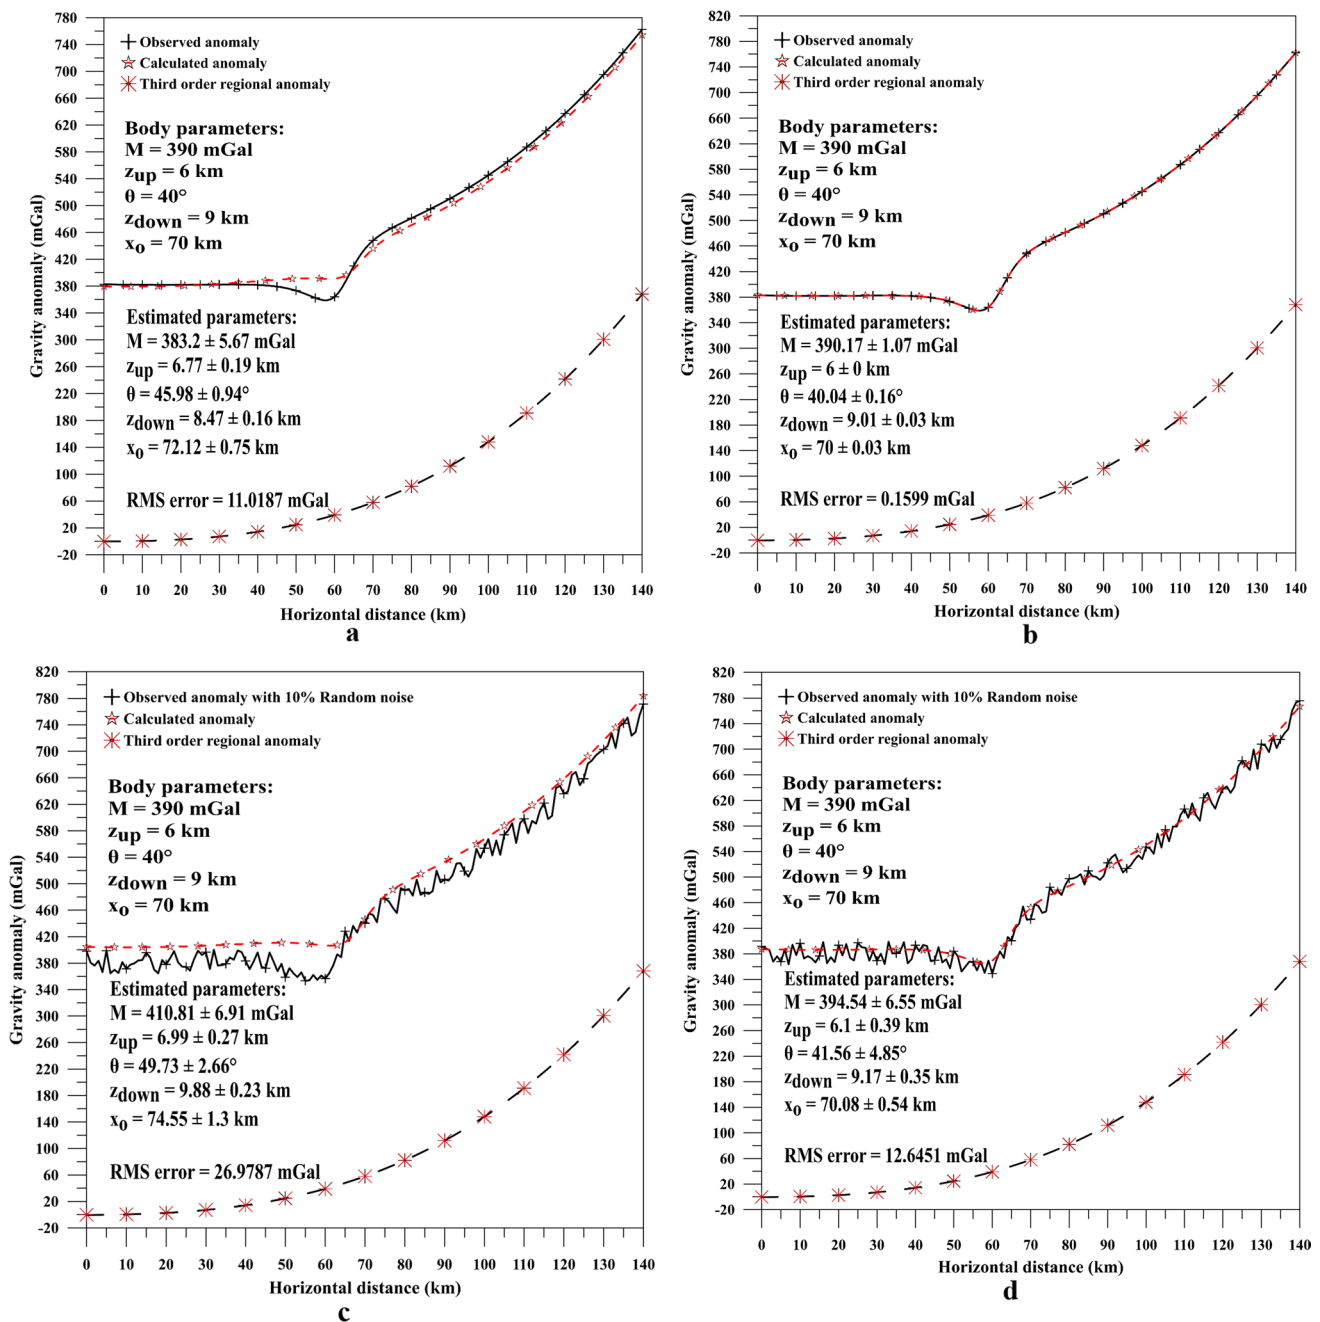 780
740
700
660
620
580
540
500
460
420
380
340
300
260
220
180
140
100
60
20
-20
Gravity anomaly (mGal)
Observed anomaly
Calculated anomaly
Third order regional anomaly
Body parameters:
M = 390 mGal
zup = 6 km
θ = 40°
zdown = 9 km
xo = 70 km
Estimated parameters:
M = 383.2 ± 5.67 mGal
zup = 6.77 ± 0.19 km
θ = 45.98 ± 0.94°
zdown = 8.47 ± 0.16 km
xo = 72.12 ± 0.75 km
RMS error = 11.0187 mGal
0 10 20 30 40 50 60 70 80 90 100 110 120 130 140
Horizontal distance (km)
a
820
780
740
700
660
620
580
540
500
460
420
380
340
300
260
220
180
140
100
60
20
-20
Gravity anomaly (mGal)
Observed anomaly
Calculated anomaly
Third order regional anomaly
Body parameters:
M = 390 mGal
zup = 6 km
θ = 40°
zdown = 9 km
xo = 70 km
Estimated parameters:
M = 390.17 ± 1.07 mGal
zup = 6 ± 0 km
θ = 40.04 ± 0.16°
zdown = 9.01 ± 0.03 km
xo = 70 ± 0.03 km
RMS error = 0.1599 mGal
0 10 20 30 40 50 60 70 80 90 100 110 120 130 140
Horizontal distance (km)
b
820
780
740
700
660
620
580
540
500
460
420
380
340
300
260
220
180
140
100
60
20
-20
Gravity anomaly (mGal)
Observed anomaly with 10% Random noise
Calculated anomaly
Third order regional anomaly
Body parameters:
M = 390 mGal
zup = 6 km
θ = 40°
zdown = 9 km
xo = 70 km
Estimated parameters:
M = 410.81 ± 6.91 mGal
zup = 6.99 ± 0.27 km
θ = 49.73 ± 2.66°
zdown = 9.88 ± 0.23 km
xo = 74.55 ± 1.3 km
RMS error = 26.9787 mGal
0 10 20 30 40 50 60 70 80 90 100 110 120 130 140
Horizontal distance (km)
c
820
780
740
700
660
620
580
540
500
460
420
380
340
300
260
220
180
140
100
60
20
-20
Gravity anomaly (mGal)
Observed anomaly with 10% Random noise
Calculated anomaly
Third order regional anomaly
Body parameters:
M = 390 mGal
zup = 6 km
θ = 40°
zdown = 9 km
xo = 70 km
Estimated parameters:
M = 394.54 ± 6.55 mGal
zup = 6.1 ± 0.39 km
θ = 41.56 ± 4.85°
zdown = 9.17 ± 0.35 km
xo = 70.08 ± 0.54 km
RMS error = 12.6451 mGal
0 10 20 30 40 50 60 70 80 90 100 110 120 130 140
Horizontal distance (km)
d